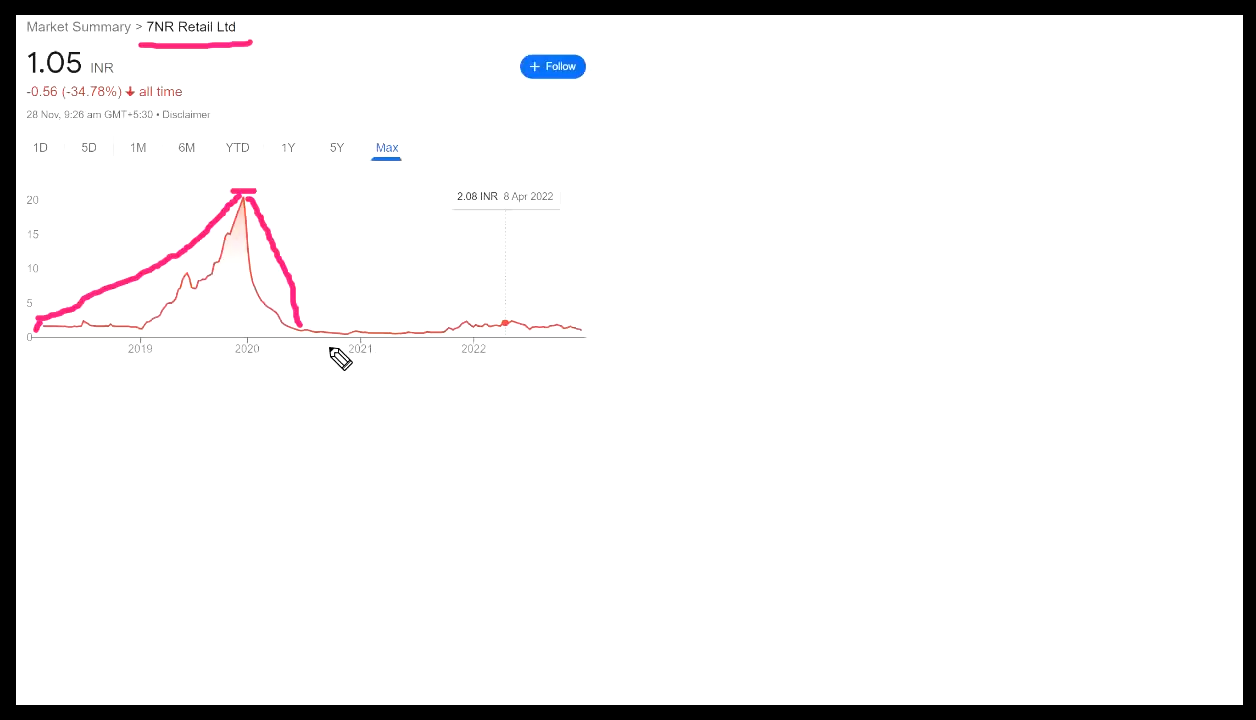 Market Summary > 7NR Retail Ltd
1.05 INR
+ Follow
-0.56 (-34.78%) ↓ all time
28 Nov, 9:26 am GMT+5:30 • Disclaimer
1D 5D 1M 6M YTD 1Y 5Y Max
2.08 INR 8 Apr 2022
20
15
10
5
0
2019 2020 2021 2022